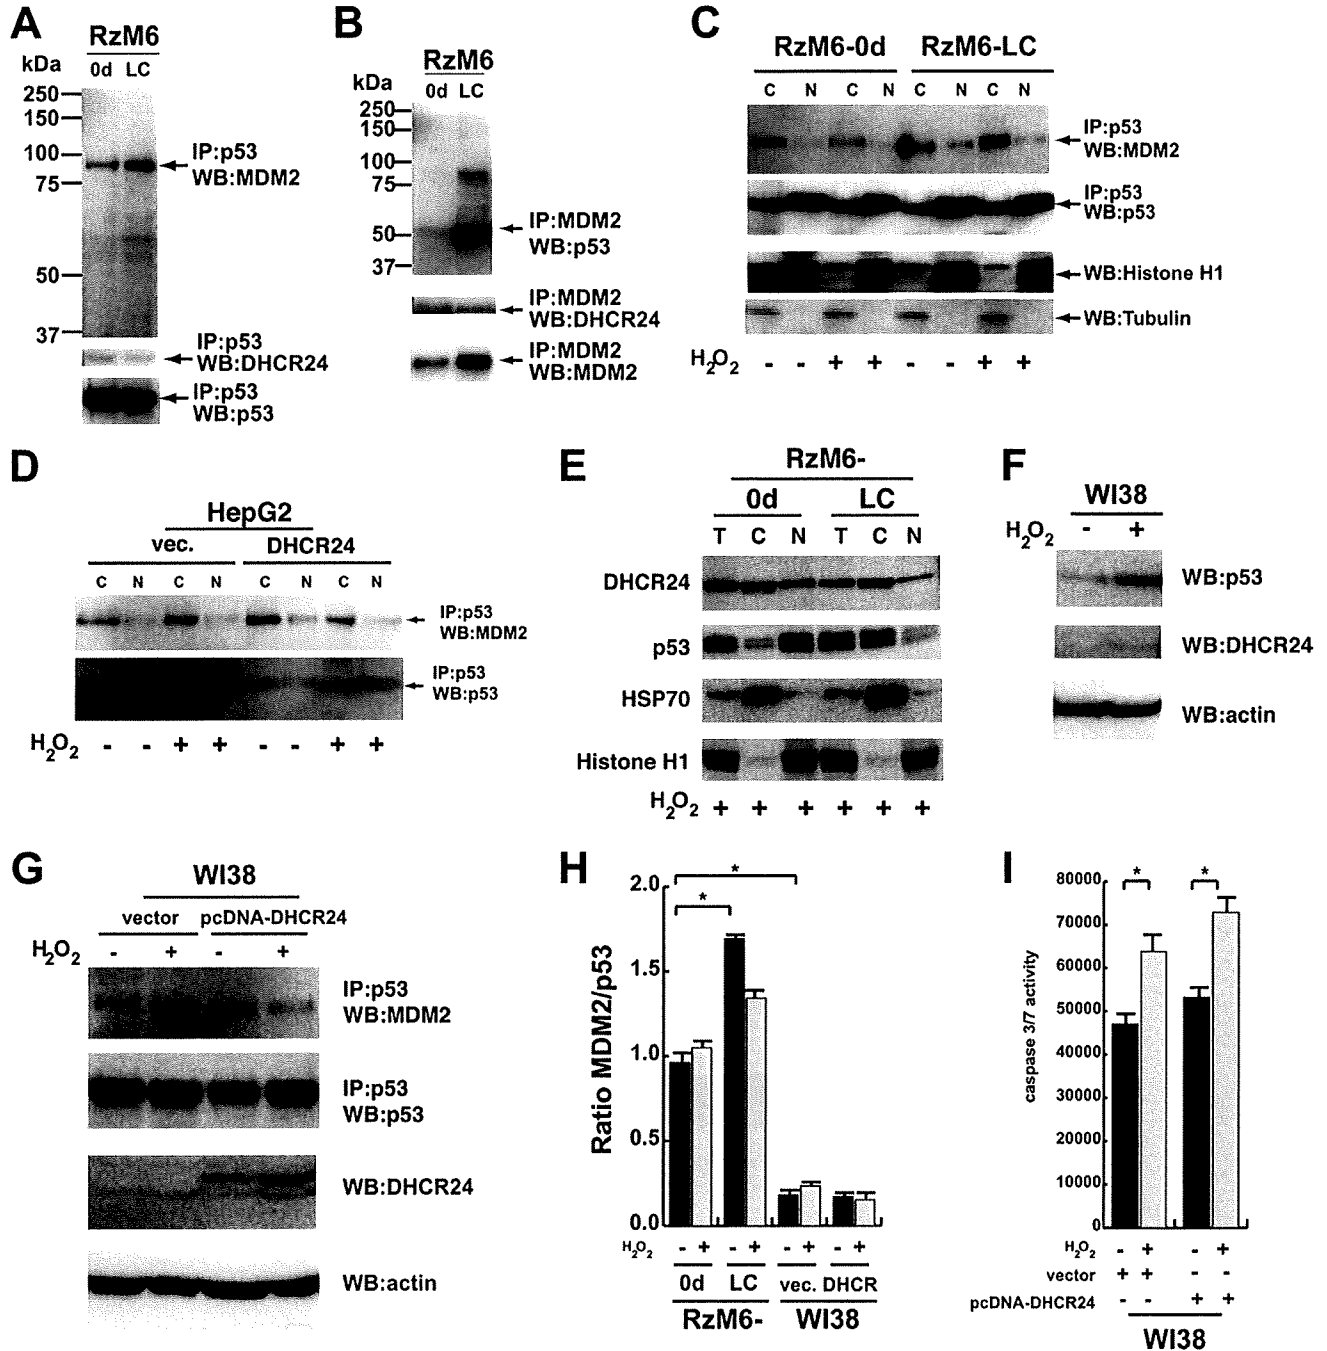 A
RzM6
kDa
0d LC
250
150
100
75
50
37
IP:p53
WB:MDM2
IP:p53
WB:DHCR24
IP:p53
WB:p53
B
RzM6
kDa
0d LC
250
150
100
75
50
37
IP:MDM2
WB:p53
IP:MDM2
WB:DHCR24
IP:MDM2
WB:MDM2
C
RzM6-0d RzM6-LC
C N C N C N C N
IP:p53
WB:MDM2
IP:p53
WB:p53
WB:Histone H1
WB:Tubulin
H2O2 - - + + - - + +
D
HepG2
vec. DHCR24
C N C N C N C N
IP:p53
WB:MDM2
IP:p53
WB:p53
H2O2 - - + + - - + +
E
RzM6-
0d LC
T C N T C N
DHCR24
p53
HSP70
Histone H1
H2O2 + + + + + +
F
WI38
H2O2 - +
WB:p53
WB:DHCR24
WB:actin
G
WI38
vector pcDNA-DHCR24
H2O2 - + - +
IP:p53
WB:MDM2
IP:p53
WB:p53
WB:DHCR24
WB:actin
H
Ratio MDM2/p53
2.0
1.5
1.0
0.5
0.0
*
*
H2O2 - + - + - + - +
0d LC vec. DHCR
RzM6- WI38
I
caspase 3/7 activity
80000
70000
60000
50000
40000
30000
20000
10000
0
* *
H2O2 - + - +
vector + + - -
pcDNA-DHCR24 - - + +
WI38